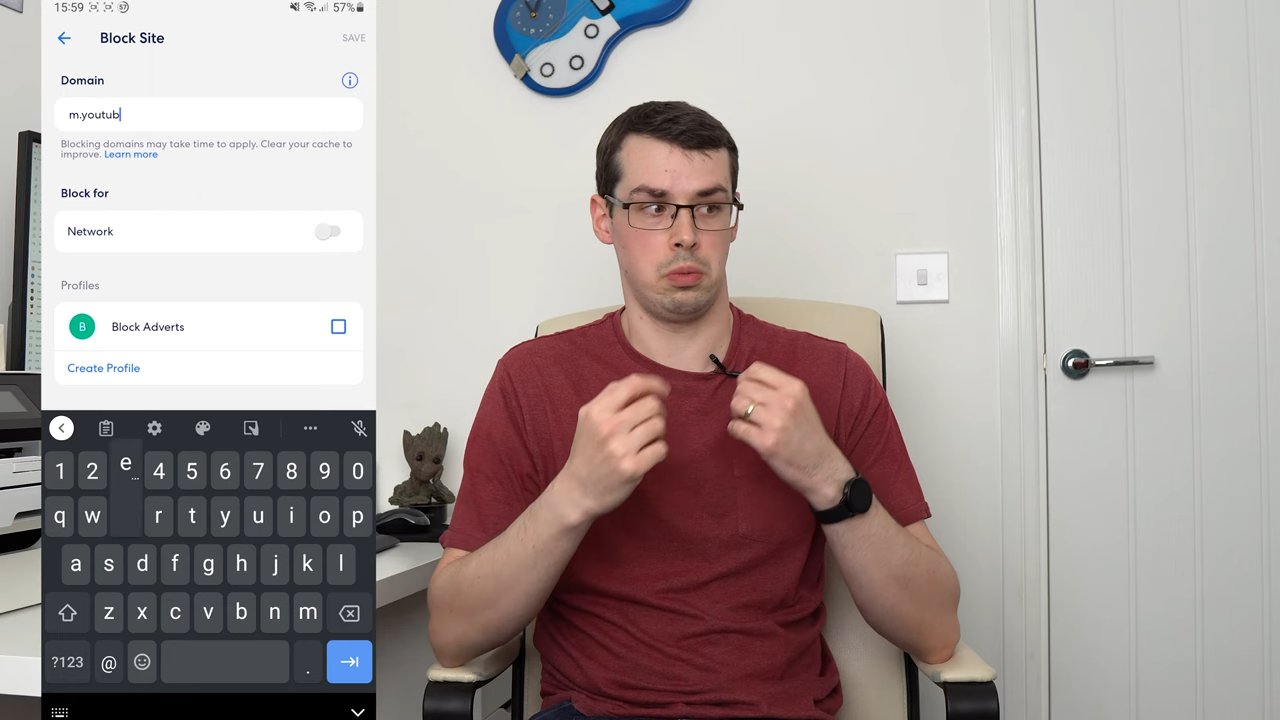 15:59 57%
Block Site SAVE
Domain
m.youtub
Blocking domains may take time to apply. Clear your cache to
improve. Learn more
Block for
Network
Profiles
B Block Adverts
Create Profile
1 2 e 4 5 6 7 8 9 0
q w r t y u i o p
a s d f g h j k l
z x c v b n m
?123 @ .